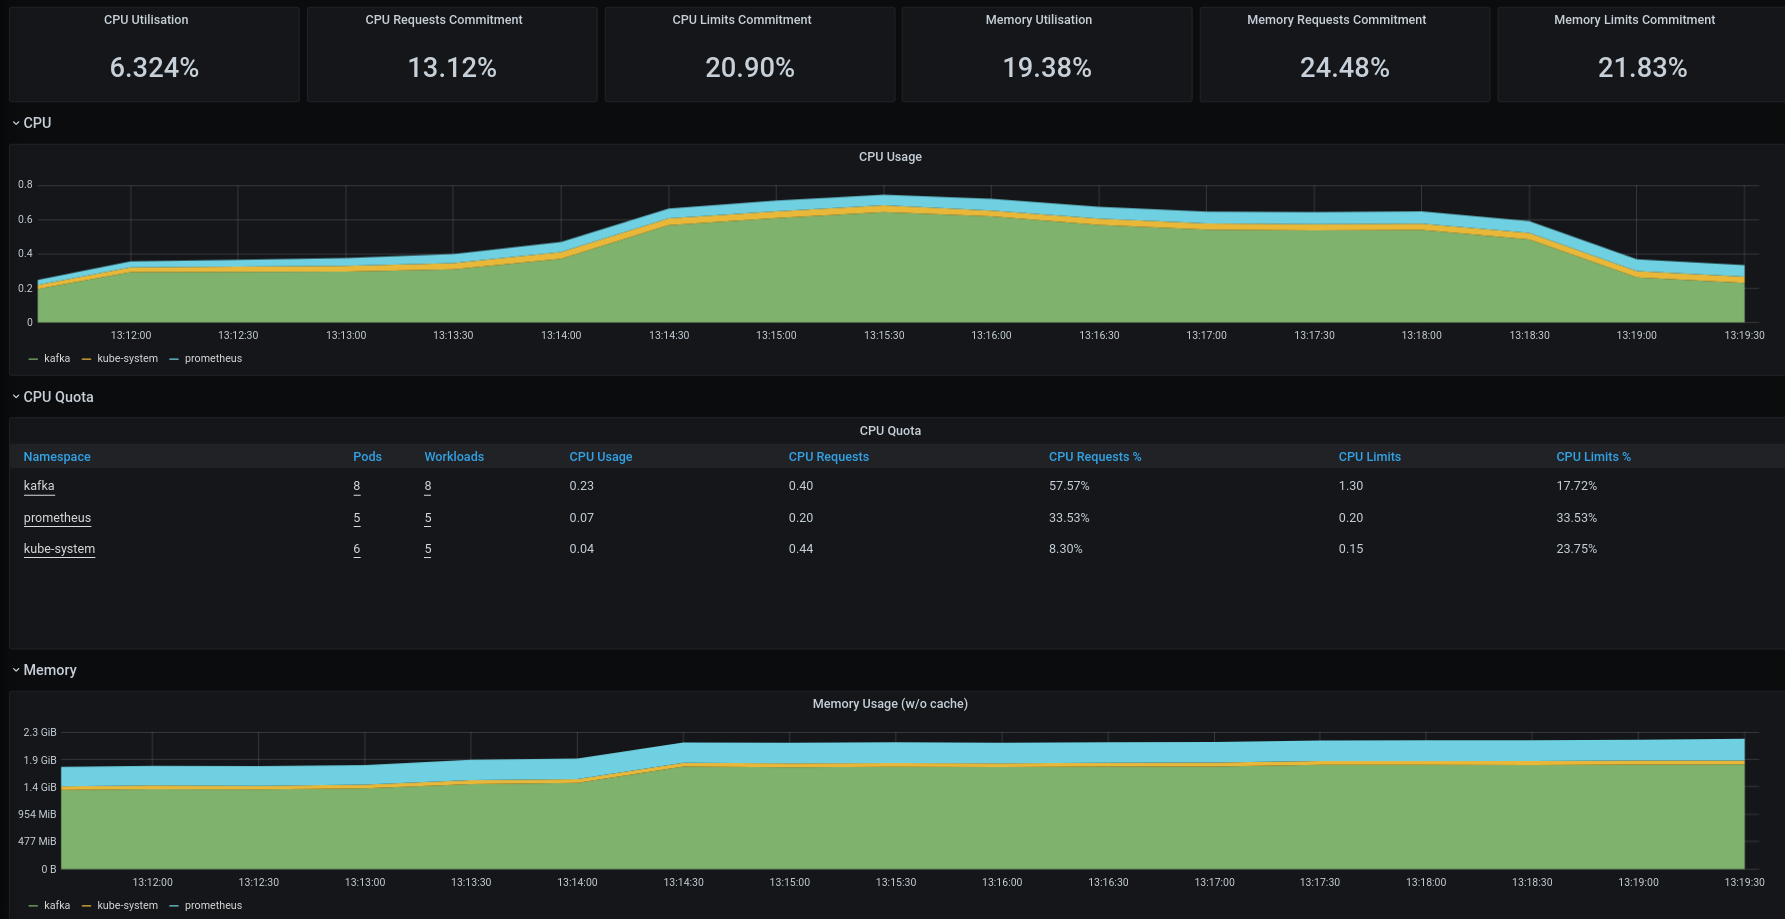 CPU Utilisation
6.324%
CPU Requests Commitment
13.12%
CPU Limits Commitment
20.90%
Memory Utilisation
19.38%
Memory Requests Commitment
24.48%
Memory Limits Commitment
21.83%
CPU
CPU Usage
0.8
0.6
0.4
0.2
0
13:12:00 13:12:30 13:13:00 13:13:30 13:14:00 13:14:30 13:15:00 13:15:30 13:16:00 13:16:30 13:17:00 13:17:30 13:18:00 13:18:30 13:19:00 13:19:30
kafka kube-system prometheus
CPU Quota
CPU Quota
Namespace Pods Workloads CPU Usage CPU Requests CPU Requests % CPU Limits CPU Limits %
kafka 8 8 0.23 0.40 57.57% 1.30 17.72%
prometheus 5 5 0.07 0.20 33.53% 0.20 33.53%
kube-system 6 5 0.04 0.44 8.30% 0.15 23.75%
Memory
Memory Usage (w/o cache)
2.3 GiB
1.9 GiB
1.4 GiB
954 MiB
477 MiB
0 B
13:12:00 13:12:30 13:13:00 13:13:30 13:14:00 13:14:30 13:15:00 13:15:30 13:16:00 13:16:30 13:17:00 13:17:30 13:18:00 13:18:30 13:19:00 13:19:30
kafka kube-system prometheus